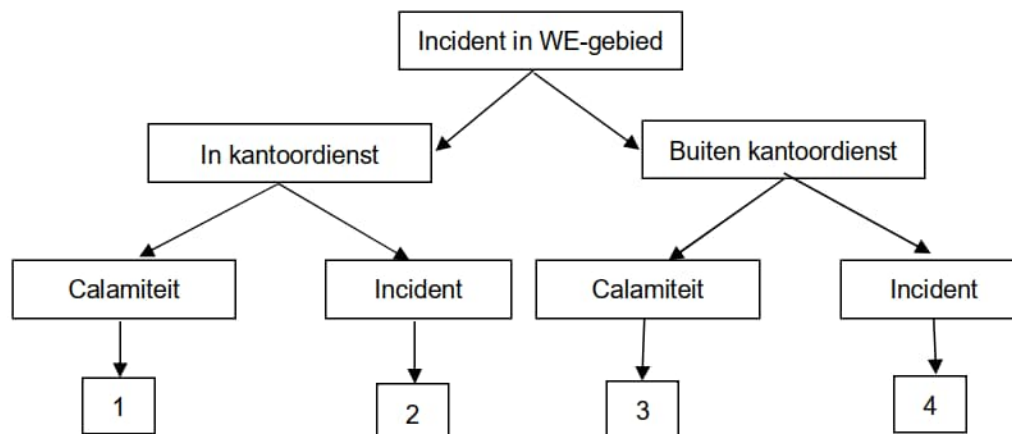 Incident in WE-gebied
In kantoordienst
Buiten kantoordienst
Calamiteit
Incident
Calamiteit
Incident
1
2
3
4